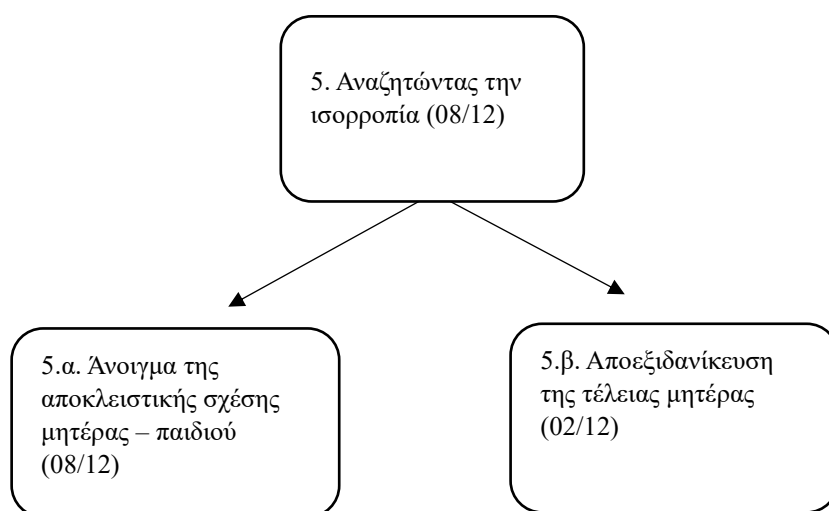 5. Αναζητώντας την
ισορροπία (08/12)
5.α. Άνοιγμα της
αποκλειστικής σχέσης
μητέρας – παιδιού
(08/12)
5.β. Αποεξιδανίκευση
της τέλειας μητέρας
(02/12)